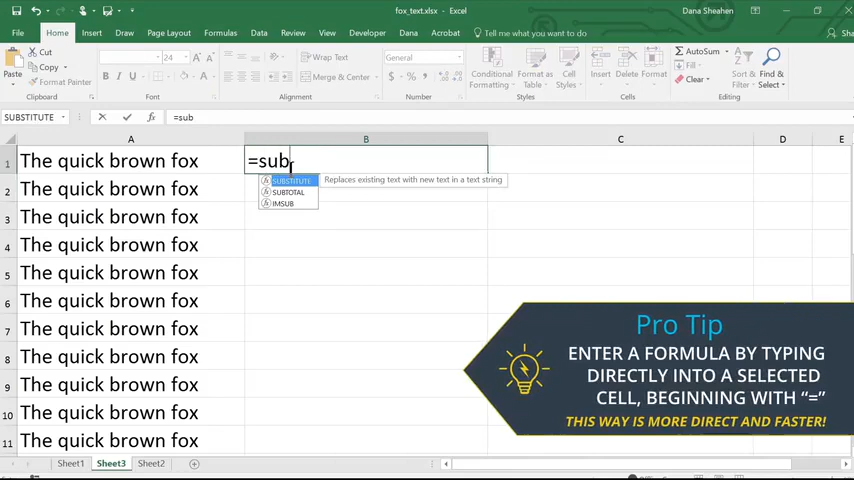 fox_text.xlsx - Excel
Dana Sheahen
File Home Insert Draw Page Layout Formulas Data Review View Developer Help Dana Acrobat Tell me what you want to do
Cut
Copy
Format Painter
Paste
Wrap Text
Merge & Center
Conditional Formatting
Format as Table
Cell Styles
Insert Delete Format
AutoSum
Clear
Sort & Filter
Find & Select
Clipboard Font Alignment Number Styles Cells Editing
SUBSTITUTE fx =sub
A B C D E
1 The quick brown fox =sub
SUBSTITUTE Replaces existing text with new text in a text string
SUBTOTAL
IMSUB
2 The quick brown fox
3 The quick brown fox
4 The quick brown fox
5 The quick brown fox
6 The quick brown fox
7 The quick brown fox
8 The quick brown fox
9 The quick brown fox
10 The quick brown fox
11 The quick brown fox
Pro Tip
ENTER A FORMULA BY TYPING
DIRECTLY INTO A SELECTED
CELL, BEGINNING WITH “=”
THIS WAY IS MORE DIRECT AND FASTER!
Sheet1 Sheet3 Sheet2